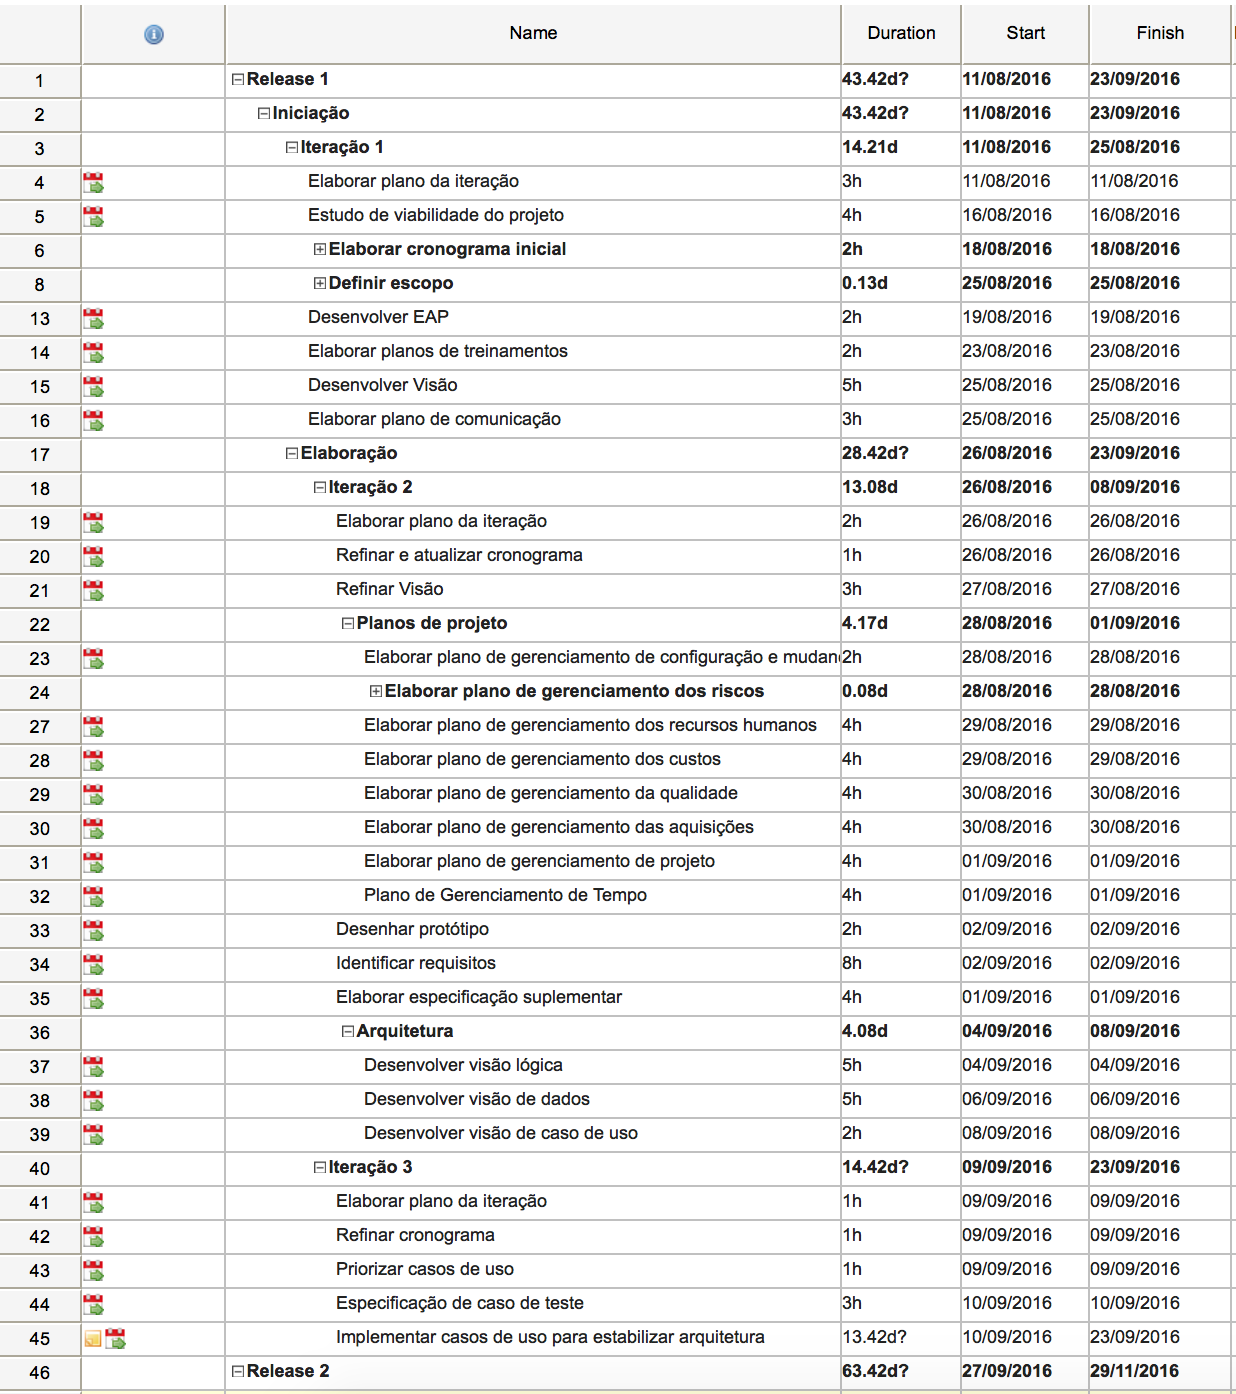 Name Duration Start Finish
1 Release 1 43.42d? 11/08/2016 23/09/2016
2 Iniciação 43.42d? 11/08/2016 23/09/2016
3 Iteração 1 14.21d 11/08/2016 25/08/2016
4 Elaborar plano da iteração 3h 11/08/2016 11/08/2016
5 Estudo de viabilidade do projeto 4h 16/08/2016 16/08/2016
6 Elaborar cronograma inicial 2h 18/08/2016 18/08/2016
8 Definir escopo 0.13d 25/08/2016 25/08/2016
13 Desenvolver EAP 2h 19/08/2016 19/08/2016
14 Elaborar planos de treinamentos 2h 23/08/2016 23/08/2016
15 Desenvolver Visão 5h 25/08/2016 25/08/2016
16 Elaborar plano de comunicação 3h 25/08/2016 25/08/2016
17 Elaboração 28.42d? 26/08/2016 23/09/2016
18 Iteração 2 13.08d 26/08/2016 08/09/2016
19 Elaborar plano da iteração 2h 26/08/2016 26/08/2016
20 Refinar e atualizar cronograma 1h 26/08/2016 26/08/2016
21 Refinar Visão 3h 27/08/2016 27/08/2016
22 Planos de projeto 4.17d 28/08/2016 01/09/2016
23 Elaborar plano de gerenciamento de configuração e mudan 2h 28/08/2016 28/08/2016
24 Elaborar plano de gerenciamento dos riscos 0.08d 28/08/2016 28/08/2016
27 Elaborar plano de gerenciamento dos recursos humanos 4h 29/08/2016 29/08/2016
28 Elaborar plano de gerenciamento dos custos 4h 29/08/2016 29/08/2016
29 Elaborar plano de gerenciamento da qualidade 4h 30/08/2016 30/08/2016
30 Elaborar plano de gerenciamento das aquisições 4h 30/08/2016 30/08/2016
31 Elaborar plano de gerenciamento de projeto 4h 01/09/2016 01/09/2016
32 Plano de Gerenciamento de Tempo 4h 01/09/2016 01/09/2016
33 Desenhar protótipo 2h 02/09/2016 02/09/2016
34 Identificar requisitos 8h 02/09/2016 02/09/2016
35 Elaborar especificação suplementar 4h 01/09/2016 01/09/2016
36 Arquitetura 4.08d 04/09/2016 08/09/2016
37 Desenvolver visão lógica 5h 04/09/2016 04/09/2016
38 Desenvolver visão de dados 5h 06/09/2016 06/09/2016
39 Desenvolver visão de caso de uso 2h 08/09/2016 08/09/2016
40 Iteração 3 14.42d? 09/09/2016 23/09/2016
41 Elaborar plano da iteração 1h 09/09/2016 09/09/2016
42 Refinar cronograma 1h 09/09/2016 09/09/2016
43 Priorizar casos de uso 1h 09/09/2016 09/09/2016
44 Especificação de caso de teste 3h 10/09/2016 10/09/2016
45 Implementar casos de uso para estabilizar arquitetura 13.42d? 10/09/2016 23/09/2016
46 Release 2 63.42d? 27/09/2016 29/11/2016